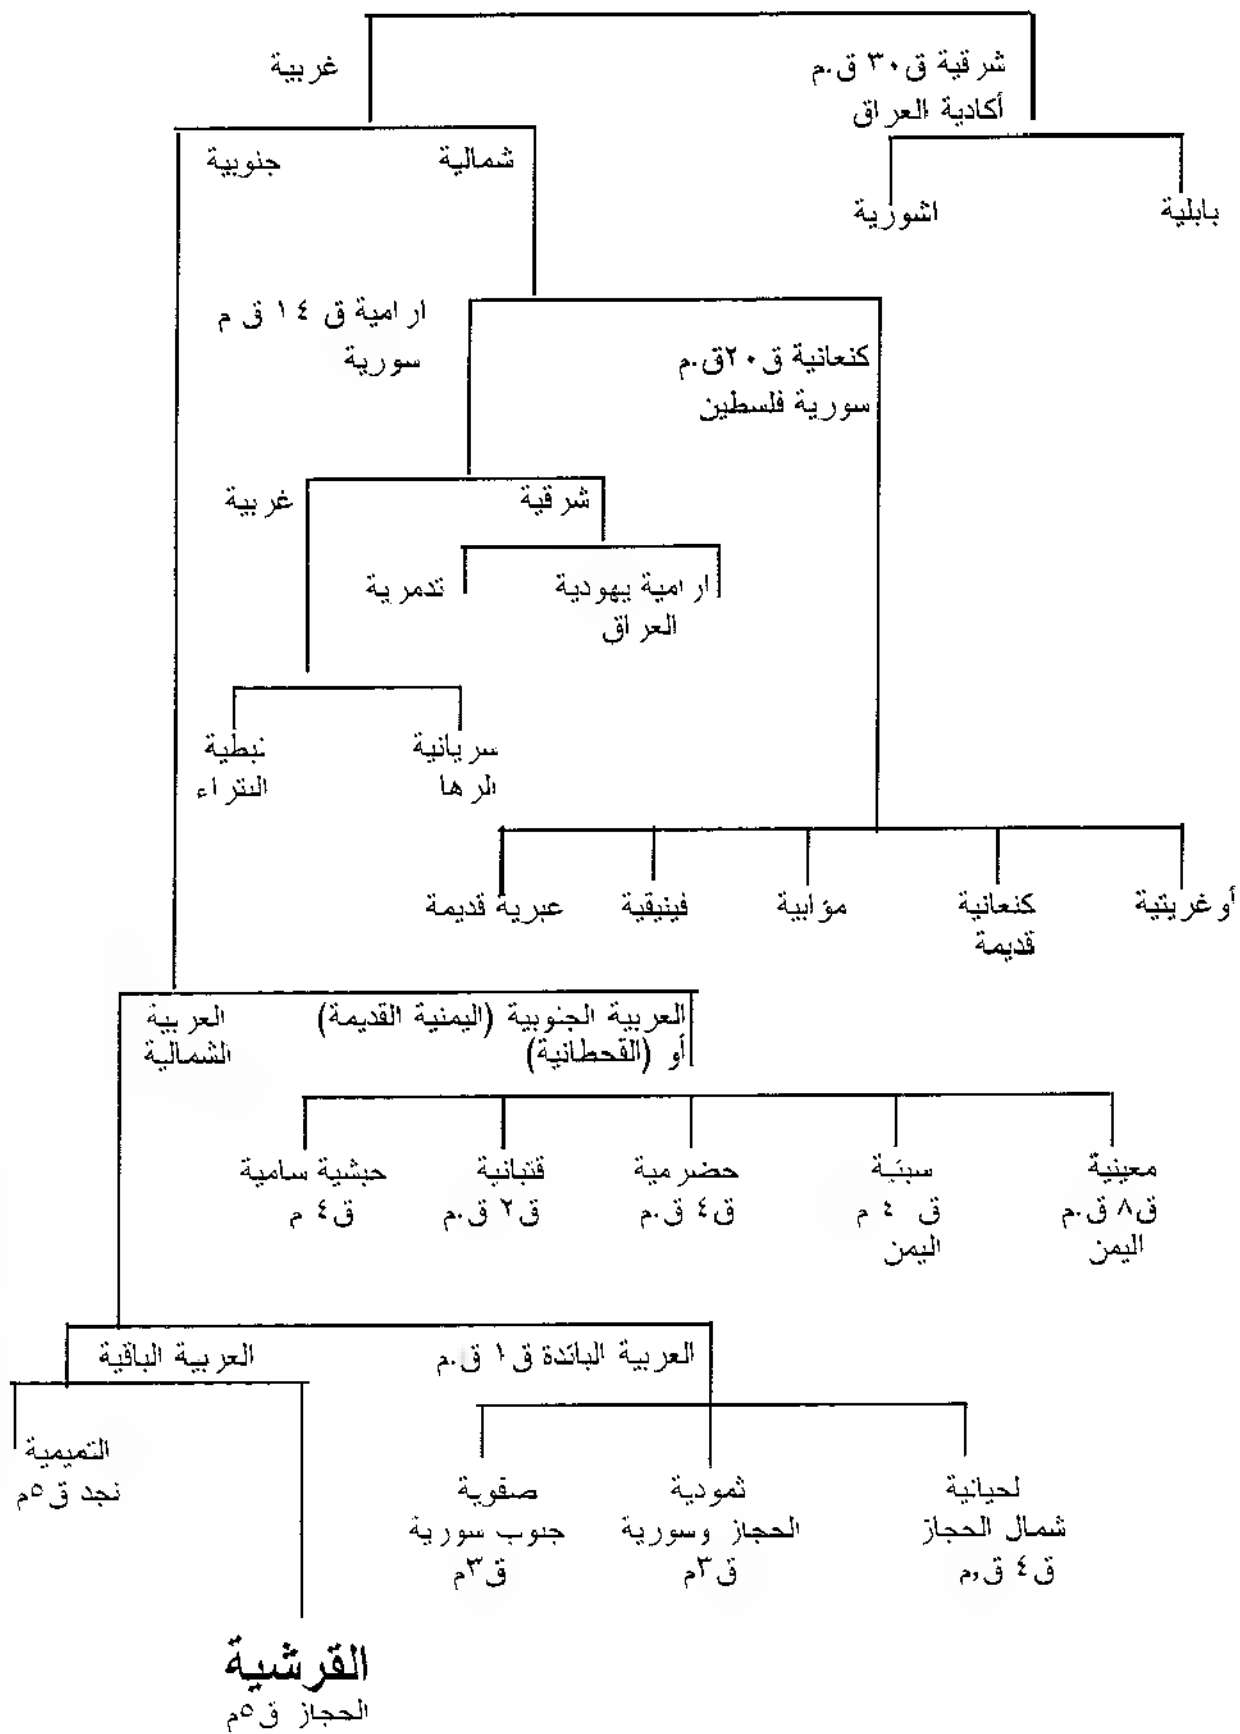 شرقية ق٣٠ ق.م
أكادية العراق
غربية
بابلية
اشورية
شمالية
جنوبية
كنعانية ق٢٠ق.م
سورية فلسطين
ارامية ق ١٤ ق م
سورية
شرقية
غربية
ارامية يهودية
العراق
تدمرية
سريانية
الرها
نبطية
البتراء
أوغريتية
كنعانية
قديمة
مؤابية
فينيقية
عبرية قديمة
العربية الجنوبية (اليمنية القديمة)
أو (القحطانية)
العربية
الشمالية
معينية
ق٨ ق.م
اليمن
سبئية
ق ٤ م
اليمن
حضرمية
ق٤ ق.م
قتبانية
ق٢ ق.م
حبشية سامية
ق٤ م
العربية البائدة ق١ ق.م
العربية الباقية
لحيانية
شمال الحجاز
ق٤ ق.م
ثمودية
الحجاز وسورية
ق٣م
صفوية
جنوب سورية
ق٣م
التميمية
نجد ق٥م
القرشية
الحجاز ق٥م